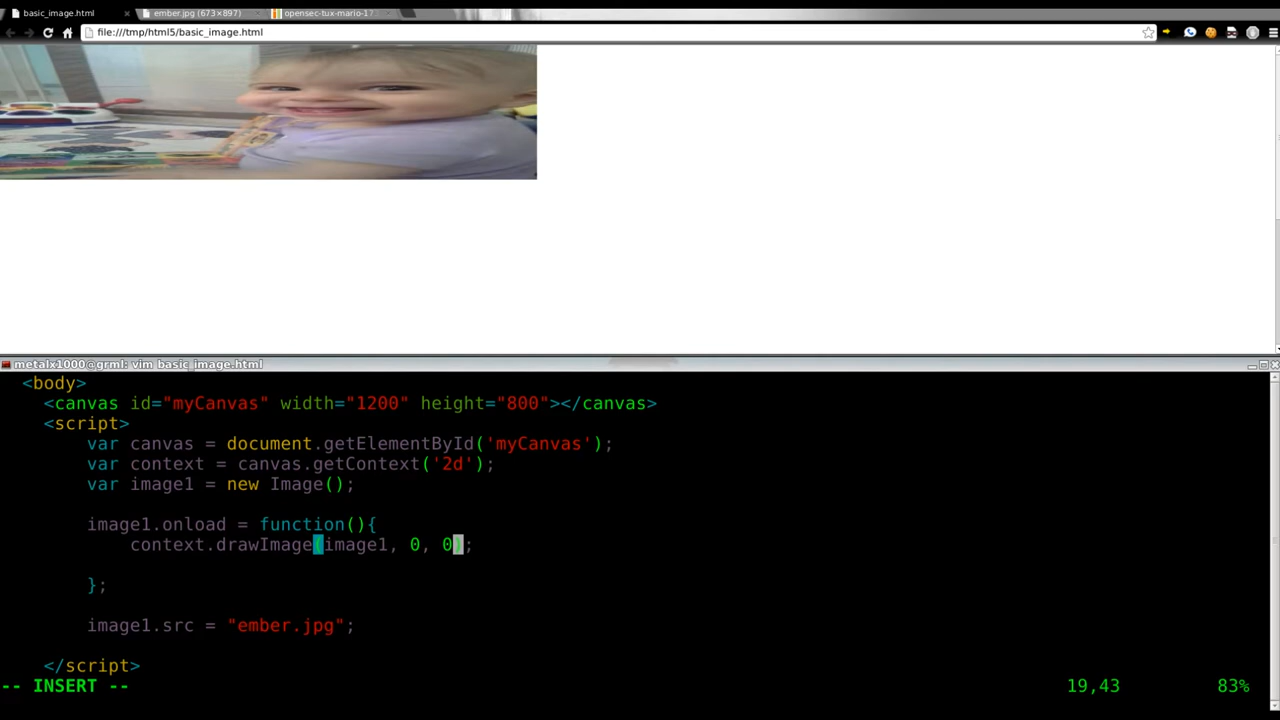 basic_image.html
ember.jpg (673×897)
opensec-tux-mario-17
file:///tmp/html5/basic_image.html
metalx1000@grml: vim basic_image.html
<body>
<canvas id="myCanvas" width="1200" height="800"></canvas>
<script>
var canvas = document.getElementById('myCanvas');
var context = canvas.getContext('2d');
var image1 = new Image();
image1.onload = function(){
context.drawImage(image1, 0, 0);
};
image1.src = "ember.jpg";
</script>
-- INSERT -- 19,43 83%